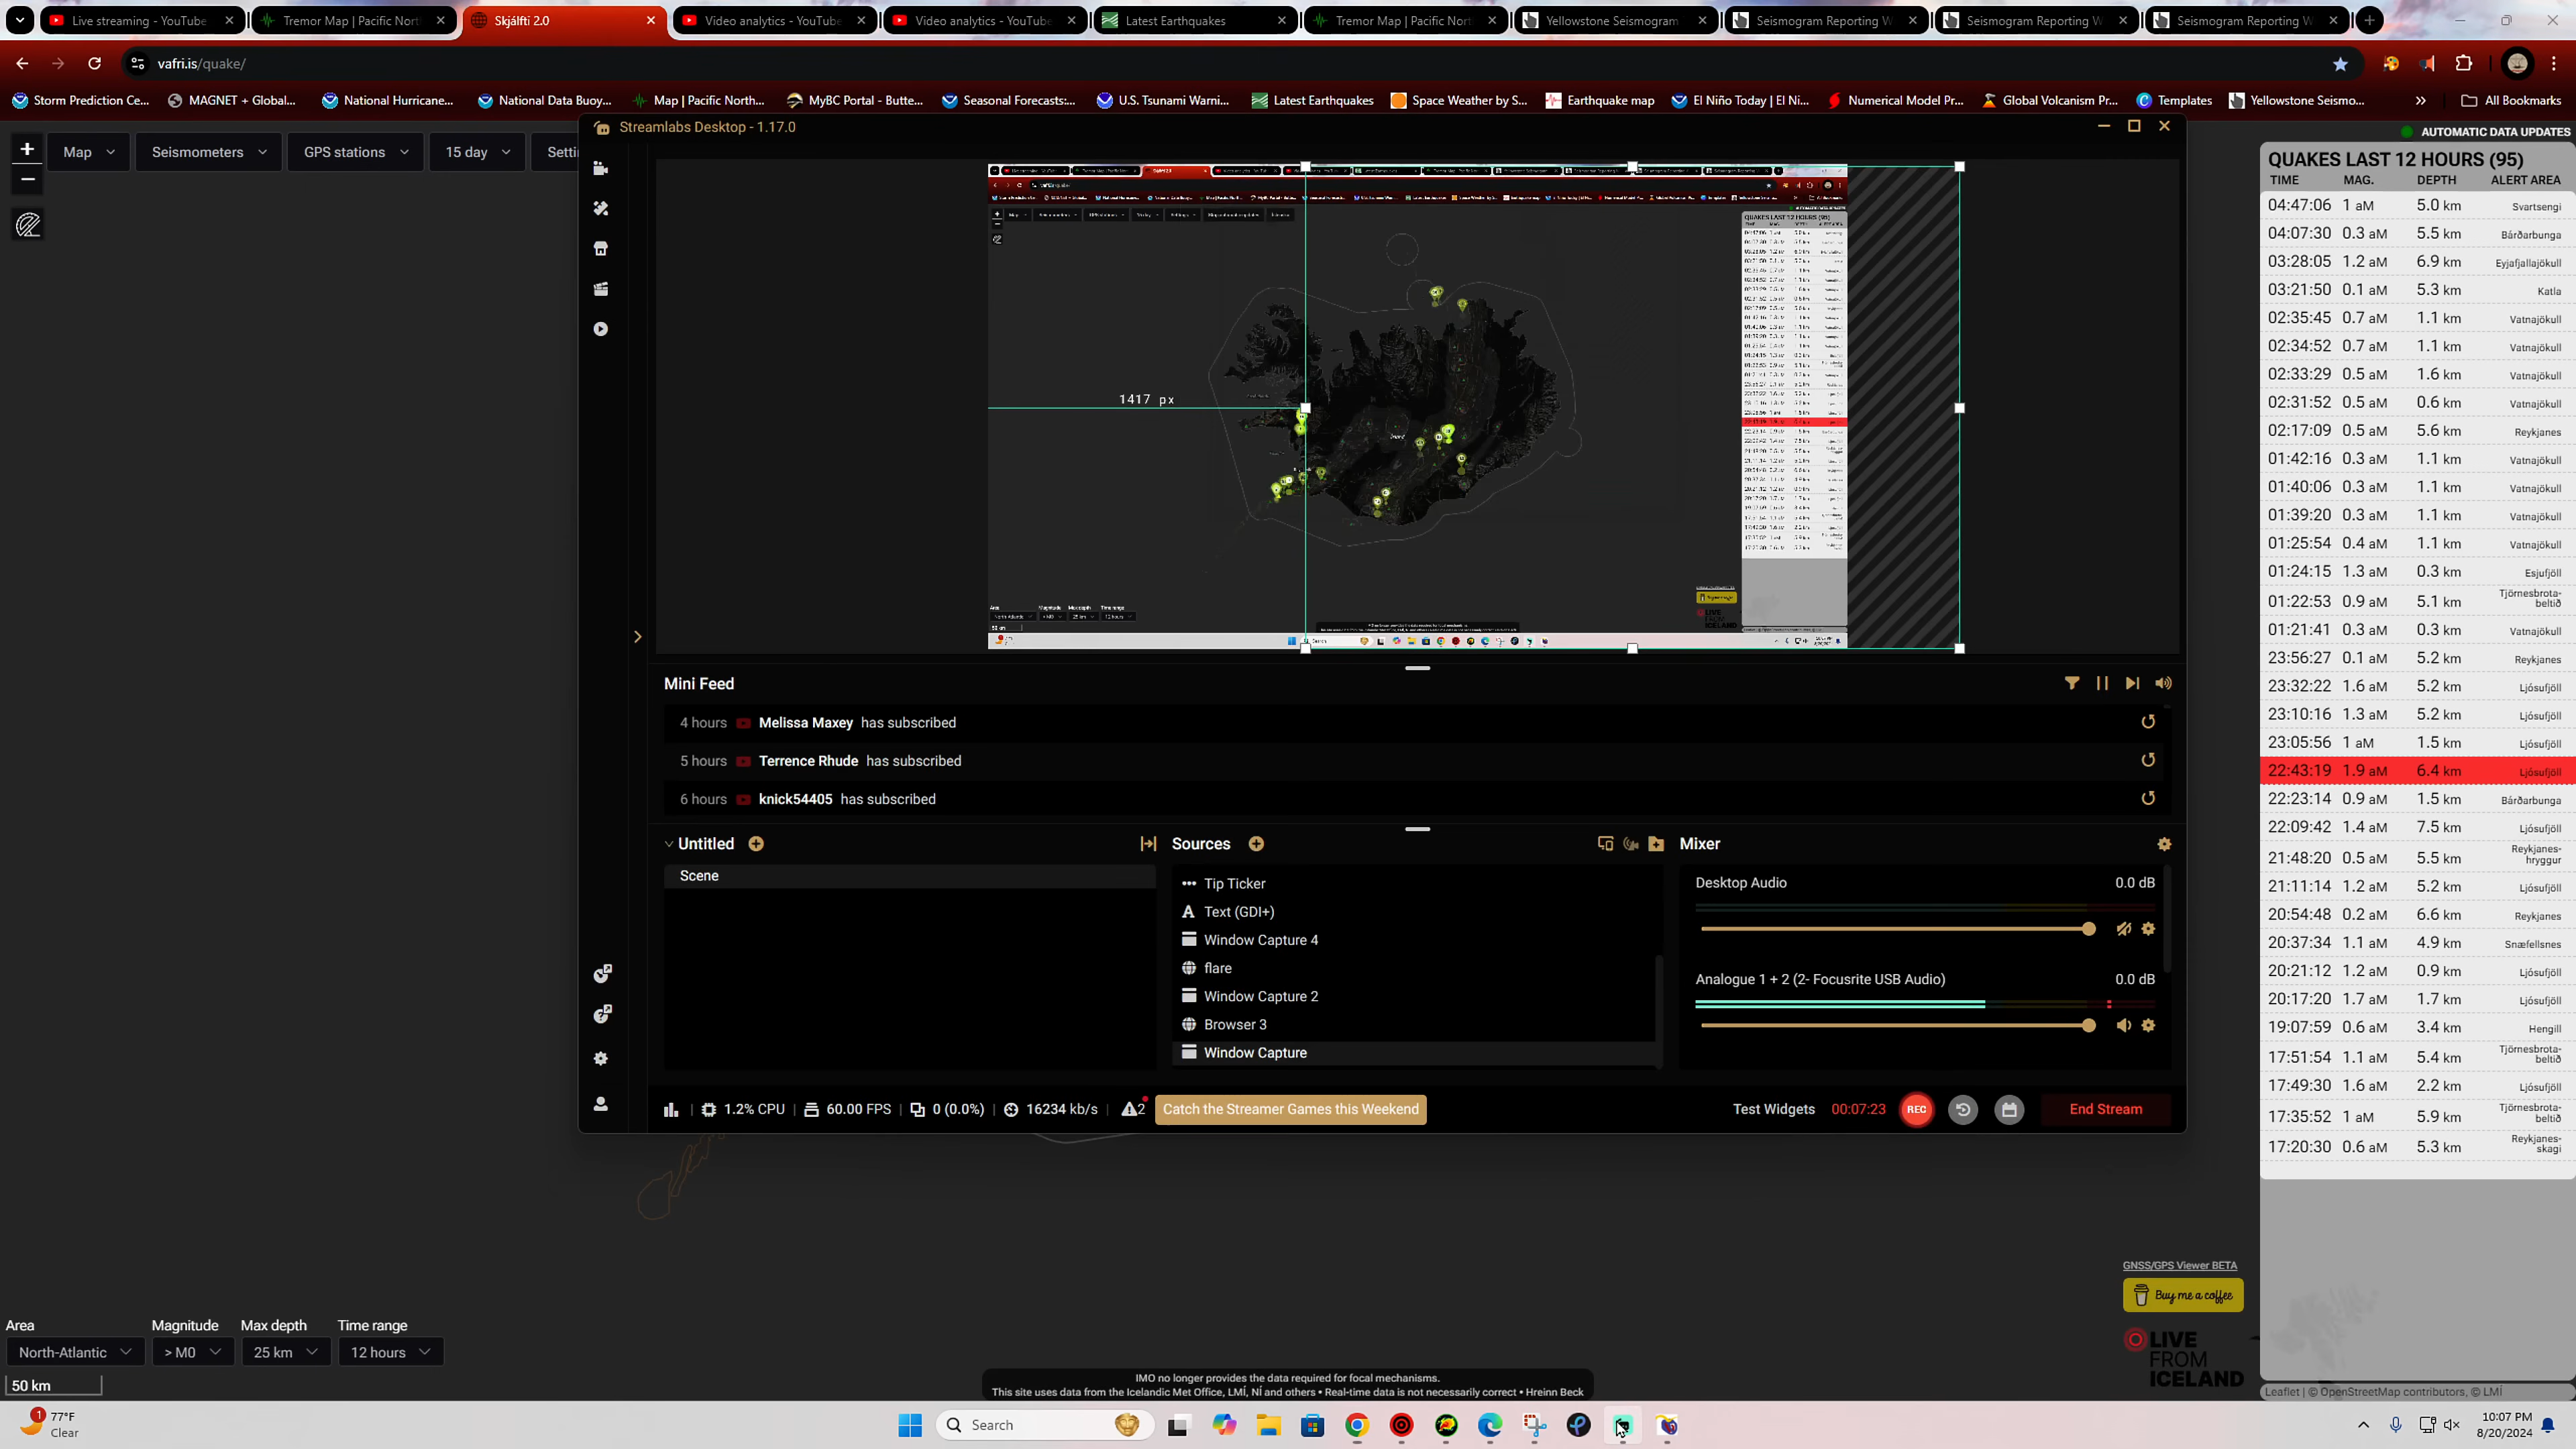 Live streaming - YouTube
Tremor Map | Pacific Nort
Skjálfti 2.0
Video analytics - YouTube
Video analytics - YouTube
Latest Earthquakes
Tremor Map | Pacific Nort
Yellowstone Seismogram
Seismogram Reporting W
Seismogram Reporting W
Seismogram Reporting W
vafri.is/quake/
Storm Prediction Ce...
MAGNET + Global...
National Hurricane...
National Data Buoy...
Map | Pacific North...
MyBC Portal - Butte...
Seasonal Forecasts:...
U.S. Tsunami Warni...
Latest Earthquakes
Space Weather by S...
Earthquake map
El Niño Today | El Ni...
Numerical Model Pr...
Global Volcanism Pr...
Templates
Yellowstone Seismo...
All Bookmarks
Map
Seismometers
GPS stations
15 day
Setti
Streamlabs Desktop - 1.17.0
AUTOMATIC DATA UPDATES
QUAKES LAST 12 HOURS (95)
TIME MAG. DEPTH ALERT AREA
04:47:06 1 aM 5.0 km Svartsengi
04:07:30 0.3 aM 5.5 km Bárðarbunga
03:28:05 1.2 aM 6.9 km Eyjafjallajökull
03:21:50 0.1 aM 5.3 km Katla
02:35:45 0.7 aM 1.1 km Vatnajökull
02:34:52 0.7 aM 1.1 km Vatnajökull
02:33:29 0.5 aM 1.6 km Vatnajökull
02:31:52 0.5 aM 0.6 km Vatnajökull
02:17:09 0.5 aM 5.6 km Reykjanes
01:42:16 0.3 aM 1.1 km Vatnajökull
01:40:06 0.3 aM 1.1 km Vatnajökull
01:39:20 0.3 aM 1.1 km Vatnajökull
01:25:54 0.4 aM 1.1 km Vatnajökull
01:24:15 1.3 aM 0.3 km Esjufjöll
01:22:53 0.9 aM 5.1 km Tjörnesbrota-
beltið
01:21:41 0.3 aM 0.3 km Vatnajökull
23:56:27 0.1 aM 5.2 km Reykjanes
23:32:22 1.6 aM 5.2 km Ljósufjöll
23:10:16 1.3 aM 5.2 km Ljósufjöll
23:05:56 1 aM 1.5 km Ljósufjöll
22:43:19 1.9 aM 6.4 km Ljósufjöll
22:23:14 0.9 aM 1.5 km Bárðarbunga
22:09:42 1.4 aM 7.5 km Ljósufjöll
21:48:20 0.5 aM 5.5 km Reykjanes-
hryggur
21:11:14 1.2 aM 5.2 km Ljósufjöll
20:54:48 0.2 aM 6.6 km Reykjanes
20:37:34 1.1 aM 4.9 km Snæfellsnes
20:21:12 1.2 aM 0.9 km Ljósufjöll
20:17:20 1.7 aM 1.7 km Ljósufjöll
19:07:59 0.6 aM 3.4 km Hengill
17:51:54 1.1 aM 5.4 km Tjörnesbrota-
beltið
17:49:30 1.6 aM 2.2 km Ljósufjöll
17:35:52 1 aM 5.9 km Tjörnesbrota-
beltið
17:20:30 0.6 aM 5.3 km Reykjanes-
skagi
1417 px
Mini Feed
4 hours Melissa Maxey has subscribed
5 hours Terrence Rhude has subscribed
6 hours knick54405 has subscribed
Untitled
Scene
Sources
Tip Ticker
Text (GDI+)
Window Capture 4
flare
Window Capture 2
Browser 3
Window Capture
Mixer
Desktop Audio 0.0 dB
Analogue 1 + 2 (2- Focusrite USB Audio) 0.0 dB
1.2% CPU
60.00 FPS
0 (0.0%)
16234 kb/s
2
Catch the Streamer Games this Weekend
Test Widgets
00:07:23
REC
End Stream
GNSS/GPS Viewer BETA
Buy me a coffee
LIVE
FROM
ICELAND
Area Magnitude Max depth Time range
North-Atlantic > M0 25 km 12 hours
50 km
IMO no longer provides the data required for focal mechanisms.
This site uses data from the Icelandic Met Office, LMÍ, NÍ and others • Real-time data is not necessarily correct • Hreinn Beck
Leaflet | © OpenStreetMap contributors, © LMÍ
1
77°F
Clear
Search
10:07 PM
8/20/2024